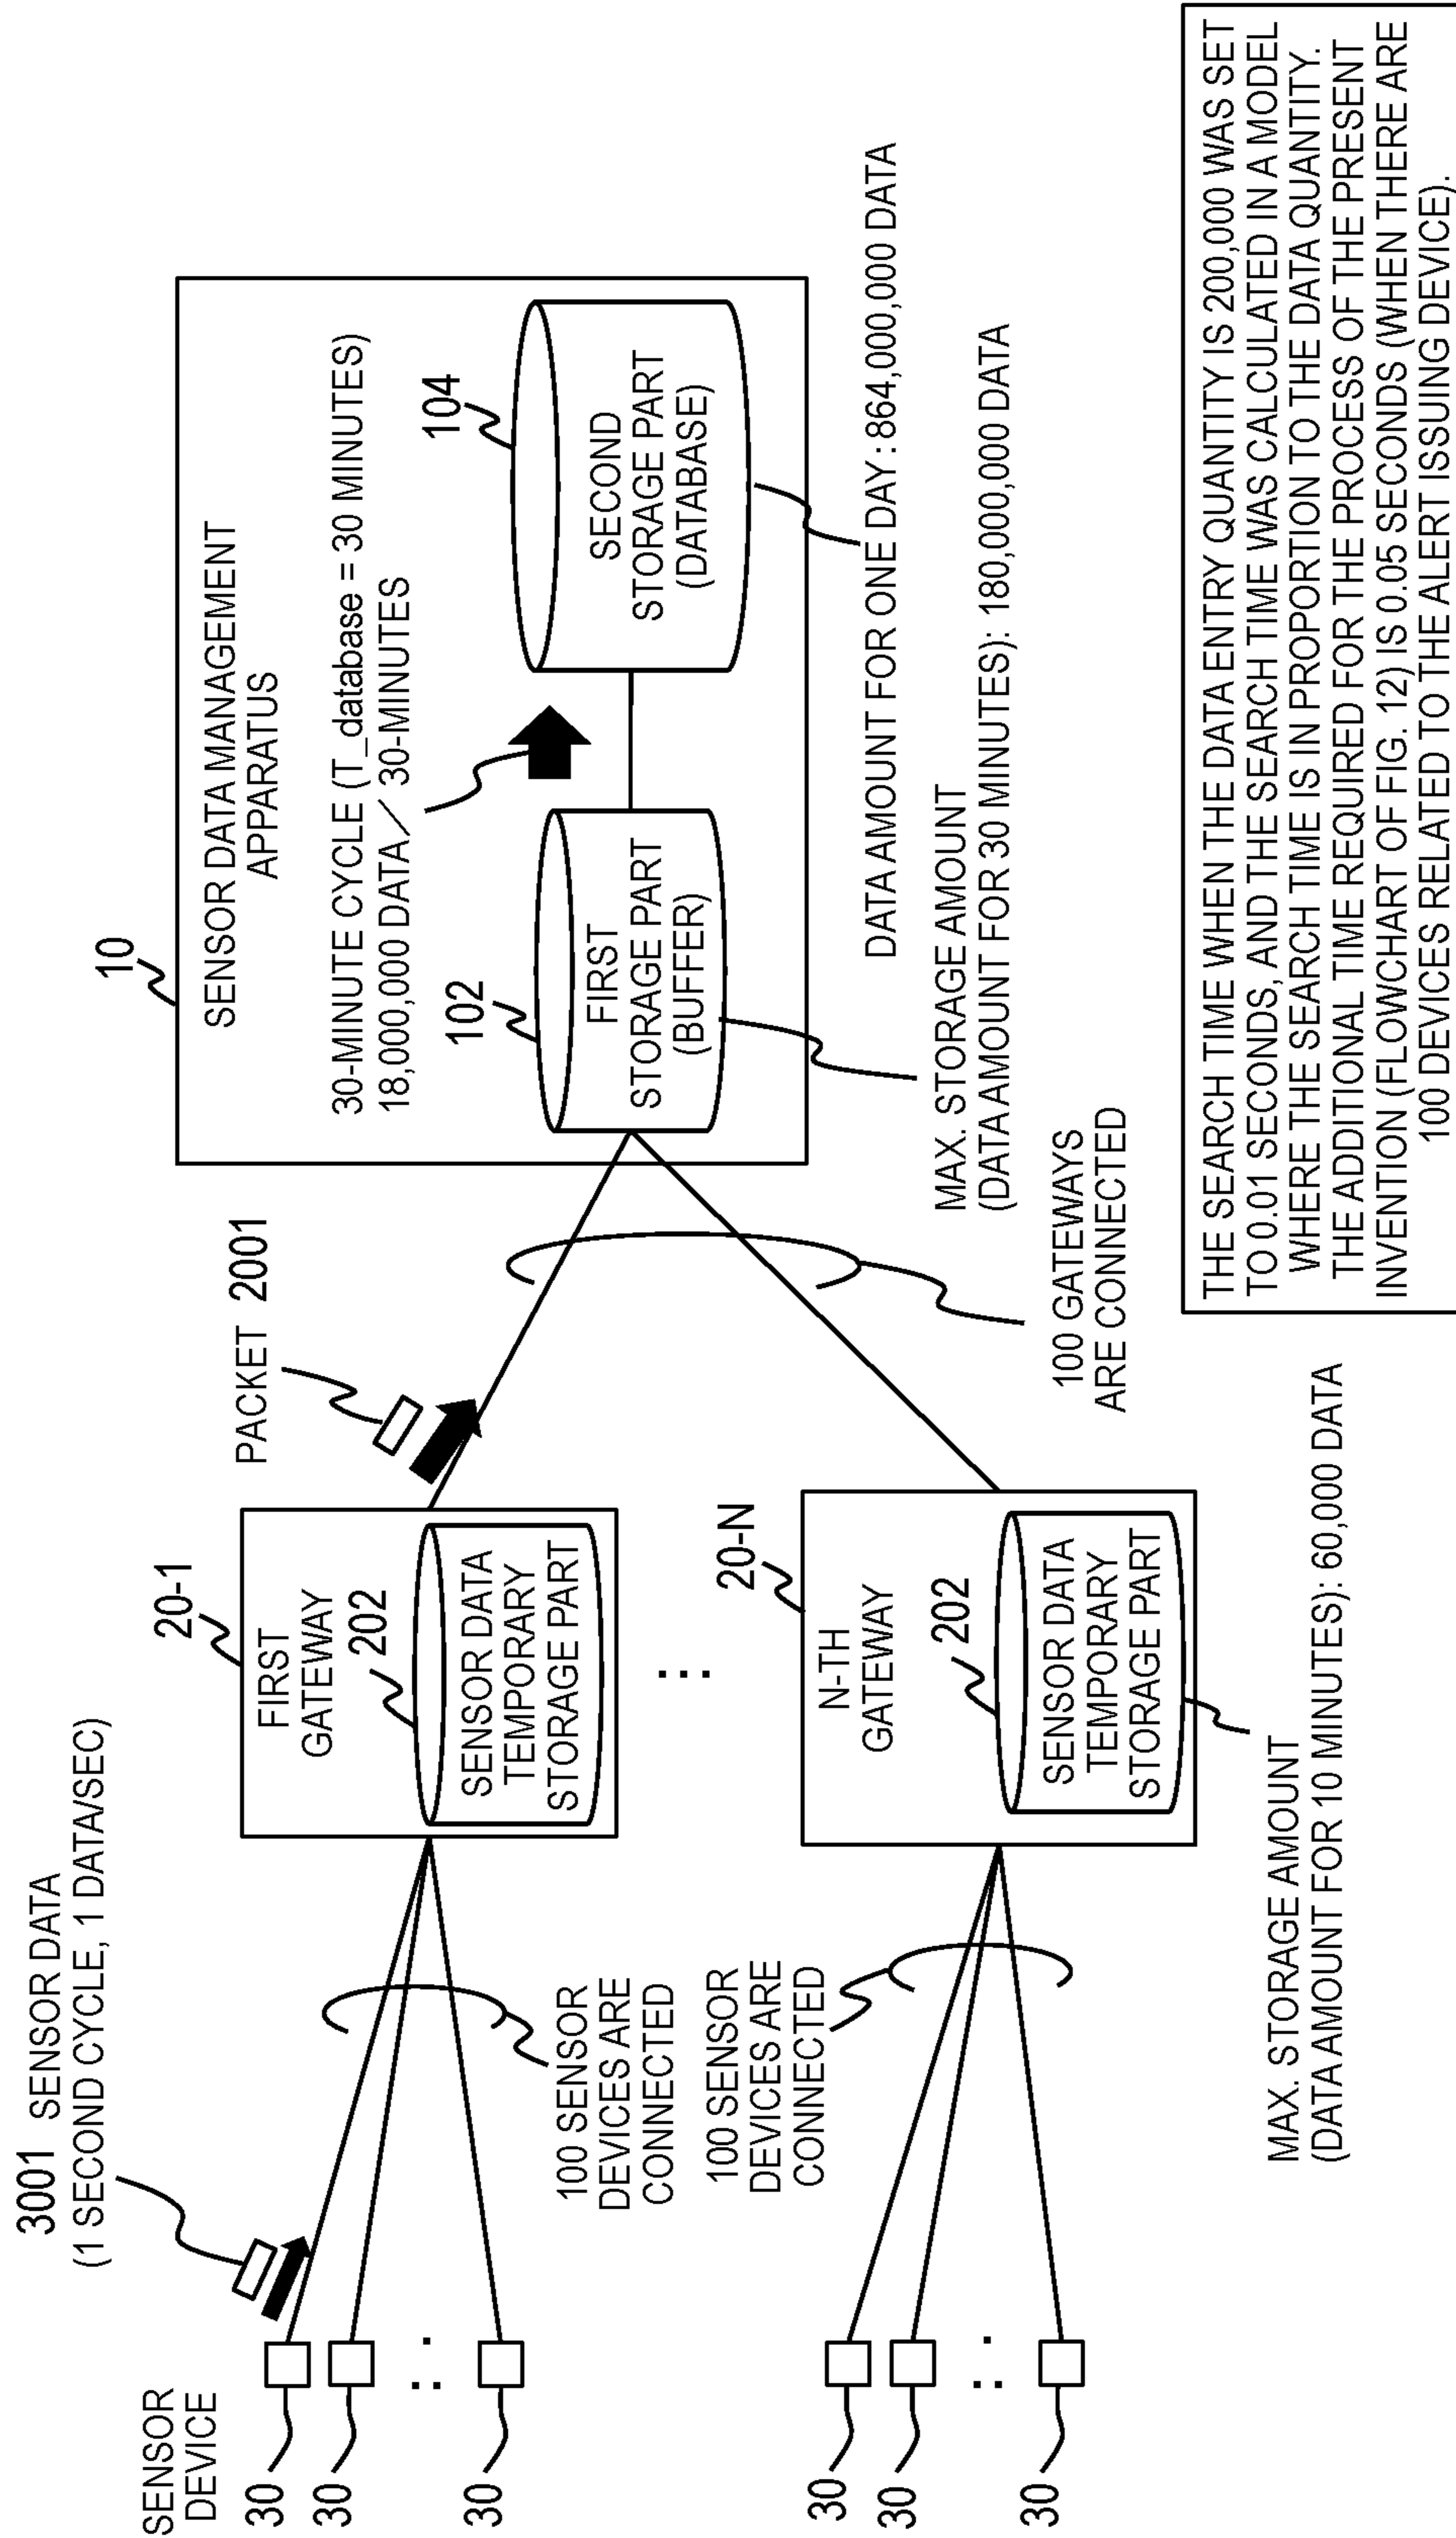 3001 SENSOR DATA
(1 SECOND CYCLE, 1 DATA/SEC)
SENSOR
DEVICE
30
30
30
100 SENSOR
DEVICES ARE
CONNECTED
20-1
FIRST
GATEWAY
202
SENSOR DATA
TEMPORARY
STORAGE PART
PACKET 2001
30
30
30
100 SENSOR
DEVICES ARE
CONNECTED
20-N
N-TH
GATEWAY
202
SENSOR DATA
TEMPORARY
STORAGE PART
MAX. STORAGE AMOUNT
(DATA AMOUNT FOR 10 MINUTES): 60,000 DATA
100 GATEWAYS
ARE CONNECTED
10
SENSOR DATA MANAGEMENT
APPARATUS
30-MINUTE CYCLE (T_database = 30 MINUTES)
18,000,000 DATA / 30-MINUTES
102
FIRST
STORAGE PART
(BUFFER)
104
SECOND
STORAGE PART
(DATABASE)
DATA AMOUNT FOR ONE DAY : 864,000,000 DATA
MAX. STORAGE AMOUNT
(DATA AMOUNT FOR 30 MINUTES): 180,000,000 DATA
THE SEARCH TIME WHEN THE DATA ENTRY QUANTITY IS 200,000 WAS SET
TO 0.01 SECONDS, AND THE SEARCH TIME WAS CALCULATED IN A MODEL
WHERE THE SEARCH TIME IS IN PROPORTION TO THE DATA QUANTITY.
THE ADDITIONAL TIME REQUIRED FOR THE PROCESS OF THE PRESENT
INVENTION (FLOWCHART OF FIG. 12) IS 0.05 SECONDS (WHEN THERE ARE
100 DEVICES RELATED TO THE ALERT ISSUING DEVICE).